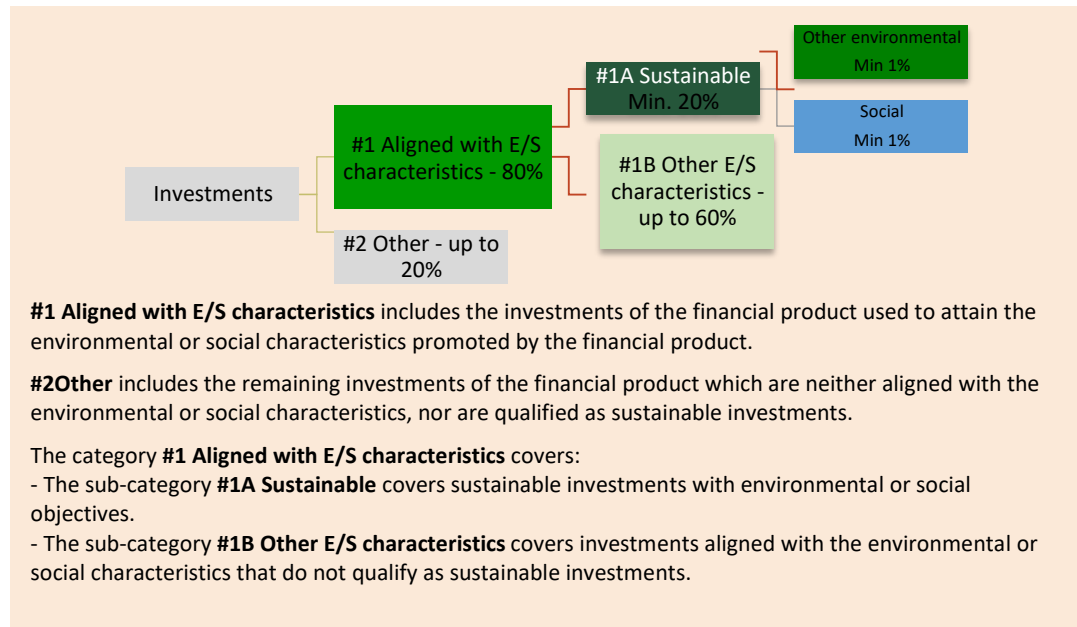 Other environmental
Min 1%
#1A Sustainable
Min. 20%
Social
Min 1%
#1 Aligned with E/S
characteristics - 80%
#1B Other E/S
characteristics -
up to 60%
Investments
#2 Other - up to
20%
#1 Aligned with E/S characteristics includes the investments of the financial product used to attain the
environmental or social characteristics promoted by the financial product.
#2Other includes the remaining investments of the financial product which are neither aligned with the
environmental or social characteristics, nor are qualified as sustainable investments.
The category #1 Aligned with E/S characteristics covers:
- The sub-category #1A Sustainable covers sustainable investments with environmental or social
objectives.
- The sub-category #1B Other E/S characteristics covers investments aligned with the environmental or
social characteristics that do not qualify as sustainable investments.